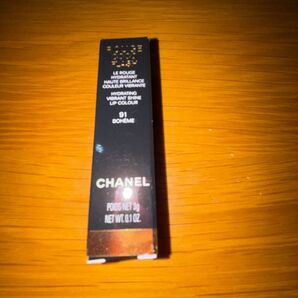 ROUGE
COCO
FLASH
LE ROUGE
HYDRATANT
HAUTE BRILLANCE
COULEUR VIBRANTE
HYDRATING
VIBRANT SHINE
LIP COLOUR
91
BOHÈME
CHANEL
POIDS NET 3g
NET WT. 0.1 OZ.